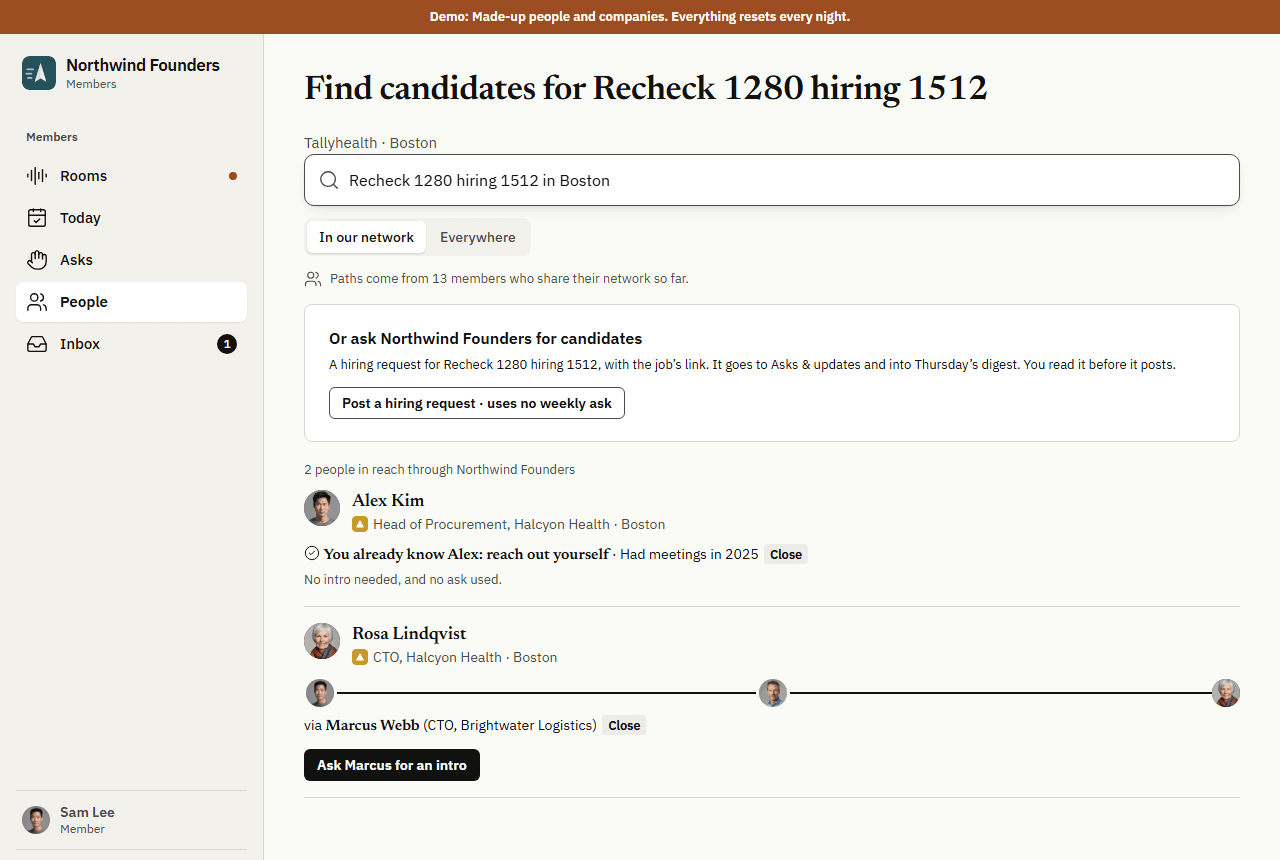 Demo: Made-up people and companies. Everything resets every night.
Northwind Founders
Members
Members
Rooms
Today
Asks
People
Inbox
1
Sam Lee
Member
Find candidates for Recheck 1280 hiring 1512
Tallyhealth · Boston
Recheck 1280 hiring 1512 in Boston
In our network
Everywhere
Paths come from 13 members who share their network so far.
Or ask Northwind Founders for candidates
A hiring request for Recheck 1280 hiring 1512, with the job’s link. It goes to Asks & updates and into Thursday’s digest. You read it before it posts.
Post a hiring request · uses no weekly ask
2 people in reach through Northwind Founders
Alex Kim
Head of Procurement, Halcyon Health · Boston
You already know Alex: reach out yourself · Had meetings in 2025 Close
No intro needed, and no ask used.
Rosa Lindqvist
CTO, Halcyon Health · Boston
via Marcus Webb (CTO, Brightwater Logistics) Close
Ask Marcus for an intro